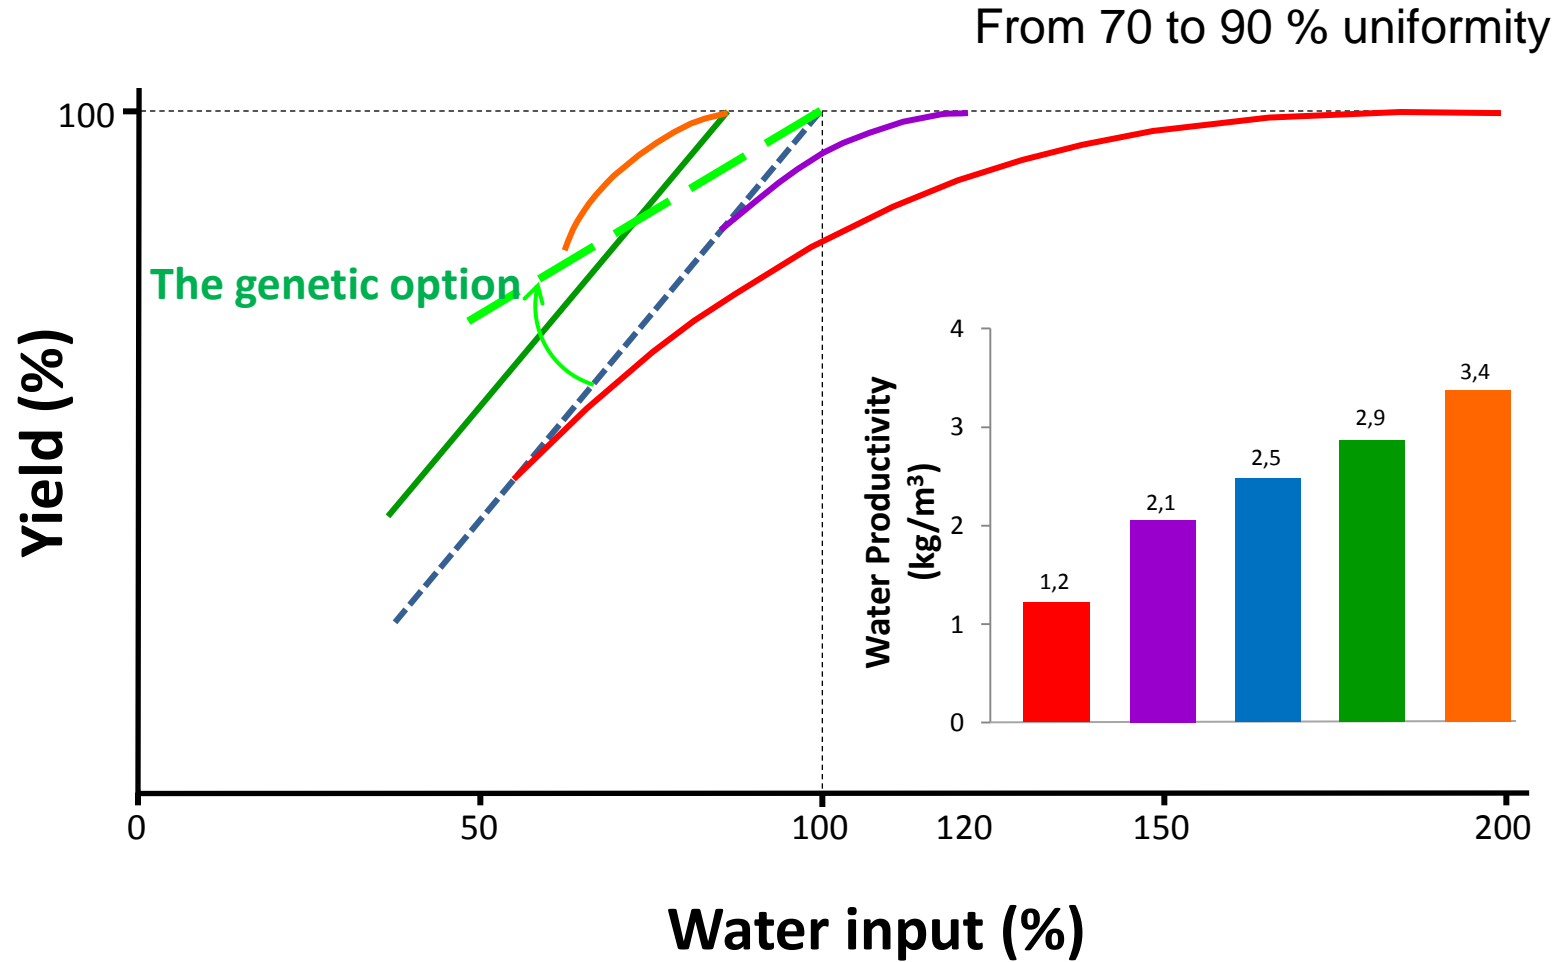 From 70 to 90 % uniformity
100
The genetic option
Yield (%)
4
3
2
1
0
Water Productivity
(kg/m³)
1,2
2,1
2,5
2,9
3,4
0
50
100
120
150
200
Water input (%)